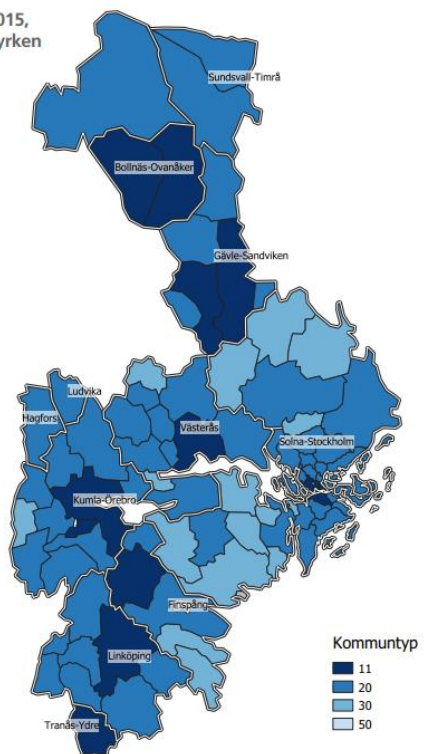 015,
yrken
Sundsvall-Timrå
Bollnäs-Ovanåker
Gävle-Sandviken
Ludvika
Hagfors
Västerås
Solna-Stockholm
Kumla-Örebro
Finspång
Linköping
Tranås-Ydre
Kommuntyp
11
20
30
50